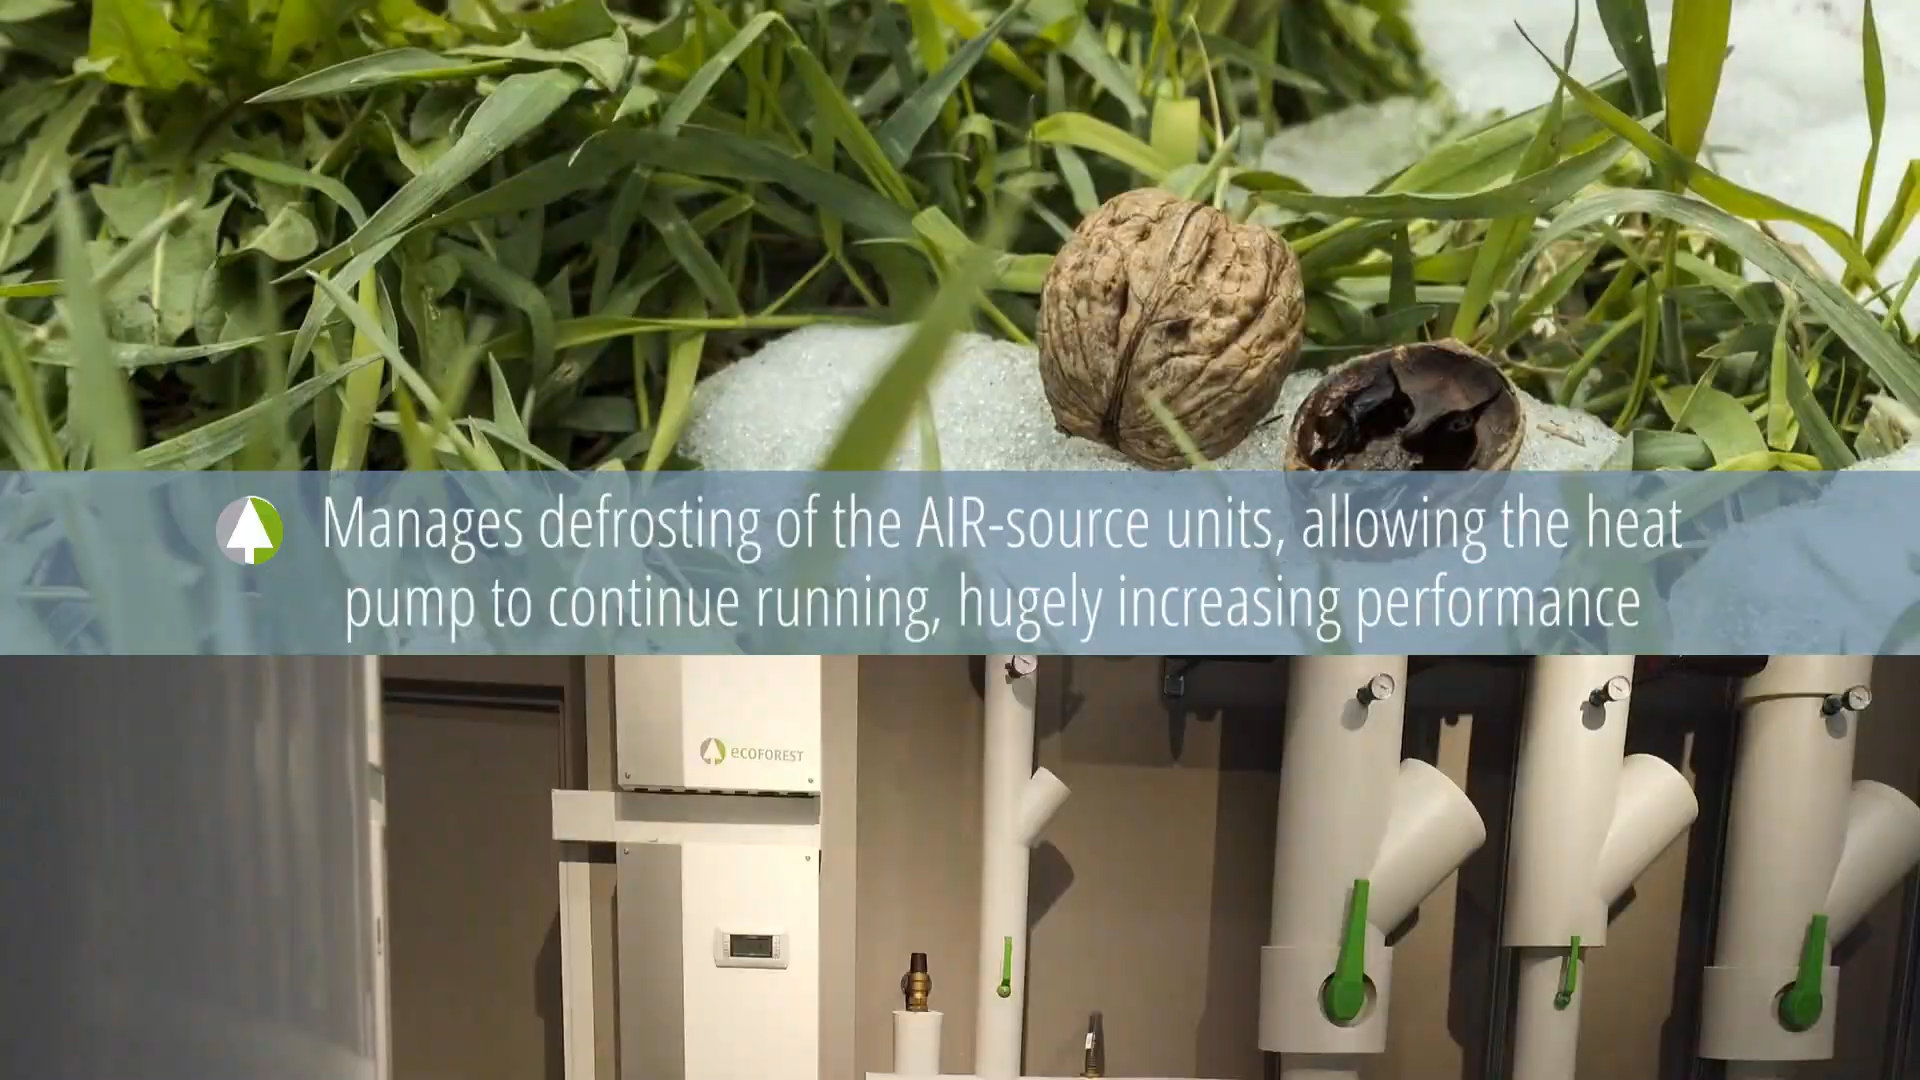 Manages defrosting of the AIR-source units, allowing the heat
pump to continue running, hugely increasing performance
ecoforest